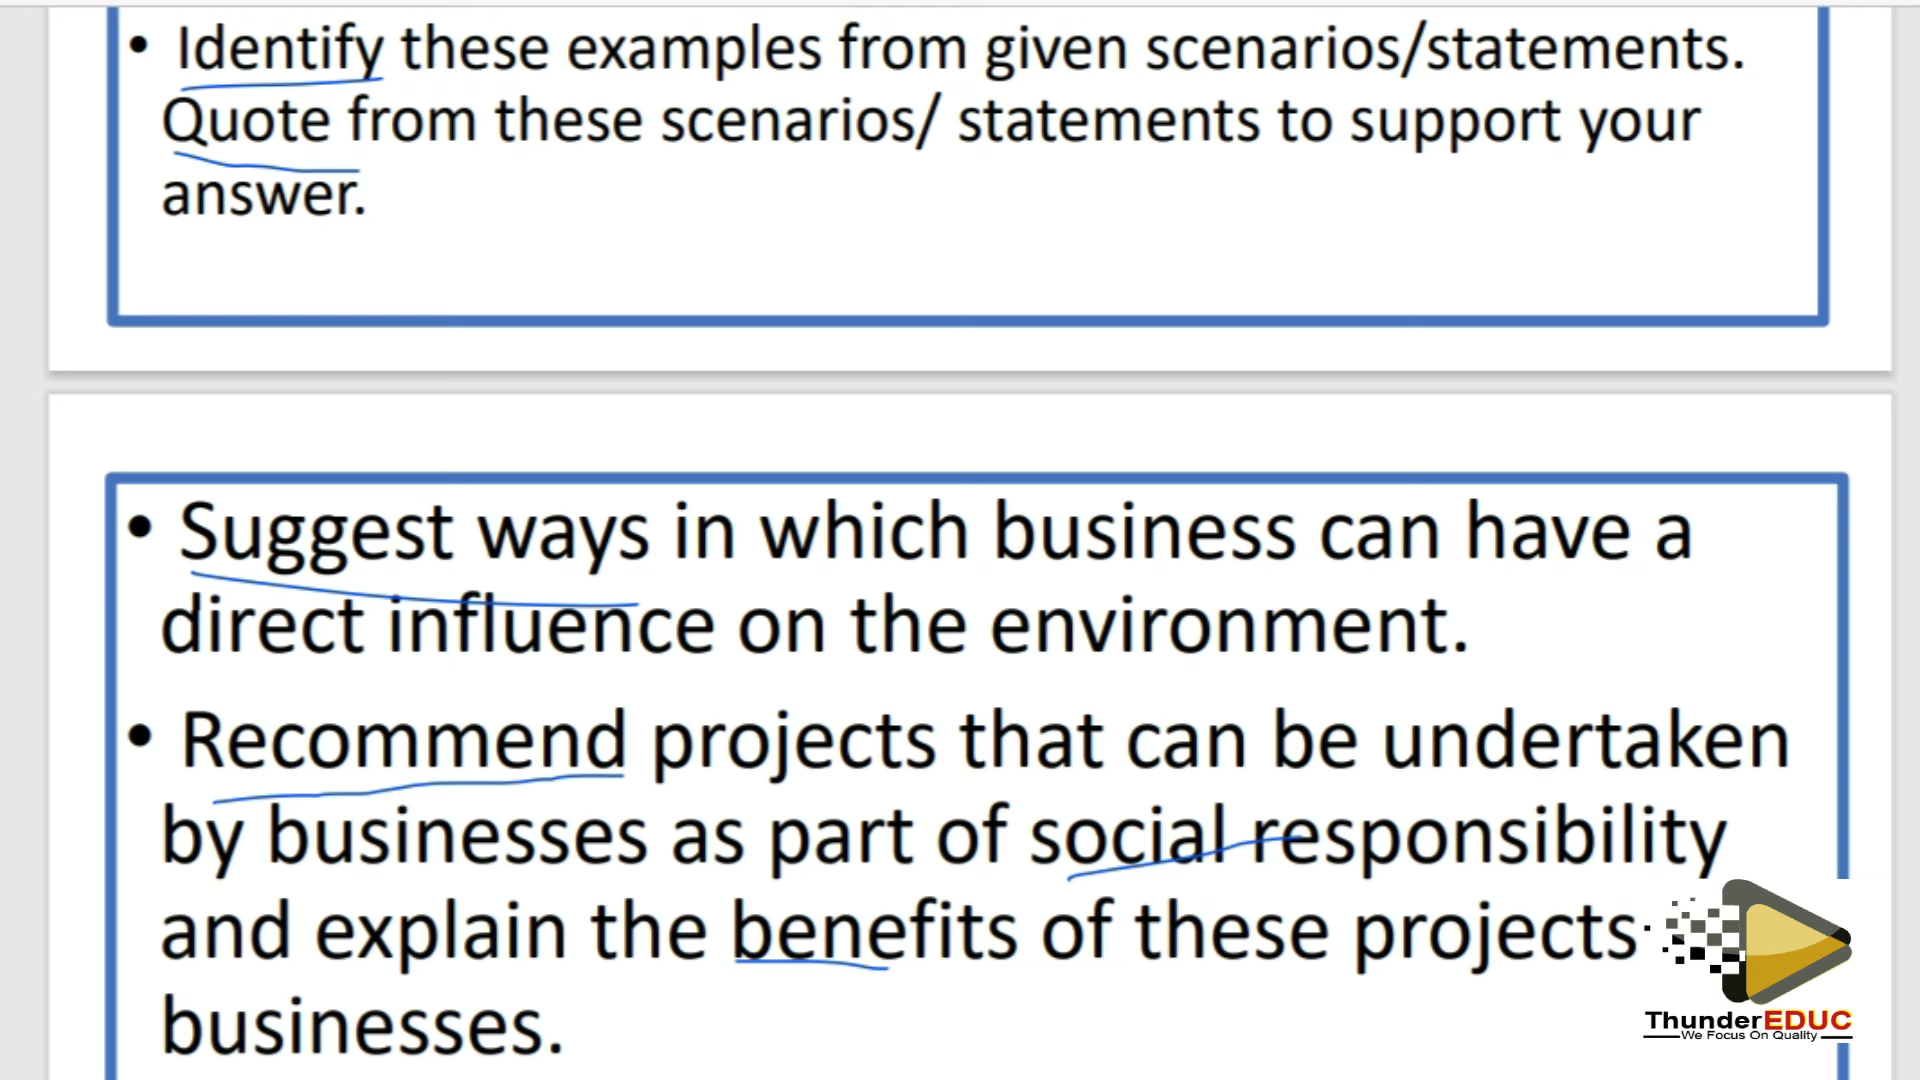 • Identify these examples from given scenarios/statements.
Quote from these scenarios/ statements to support your
answer.
• Suggest ways in which business can have a
direct influence on the environment.
• Recommend projects that can be undertaken
by businesses as part of social responsibility
and explain the benefits of these projects
businesses.
ThunderEDUC
We Focus On Quality